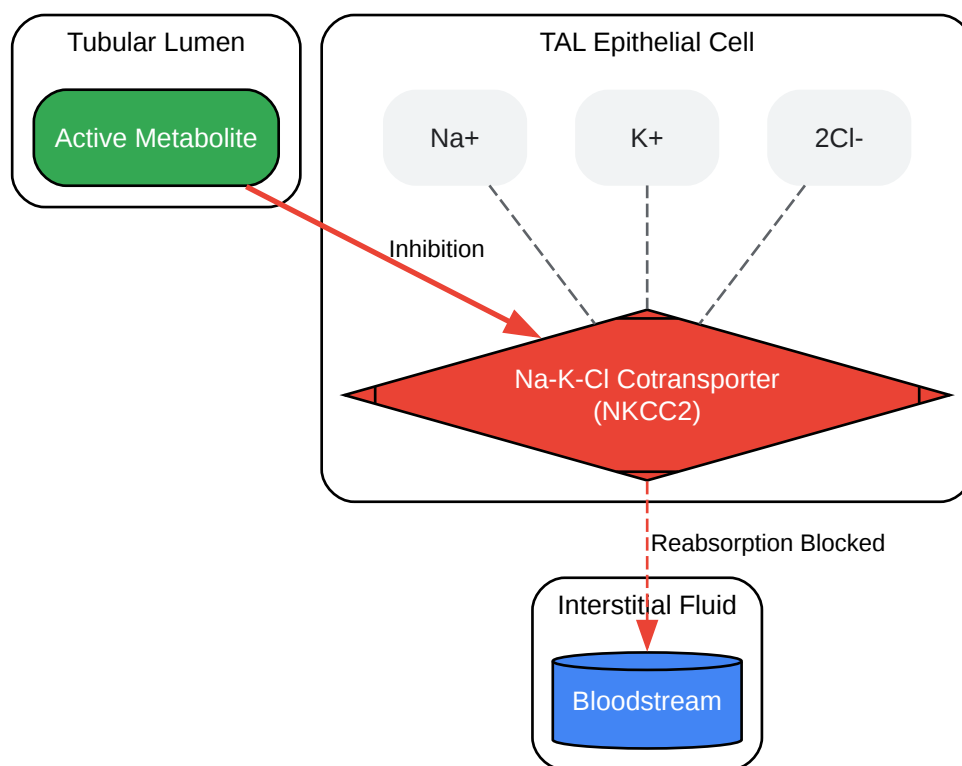 Tubular Lumen
TAL Epithelial Cell
Active Metabolite
Na+
K+
2Cl-
Inhibition
Na-K-Cl Cotransporter
(NKCC2)
Reabsorption Blocked
Interstitial Fluid
Bloodstream